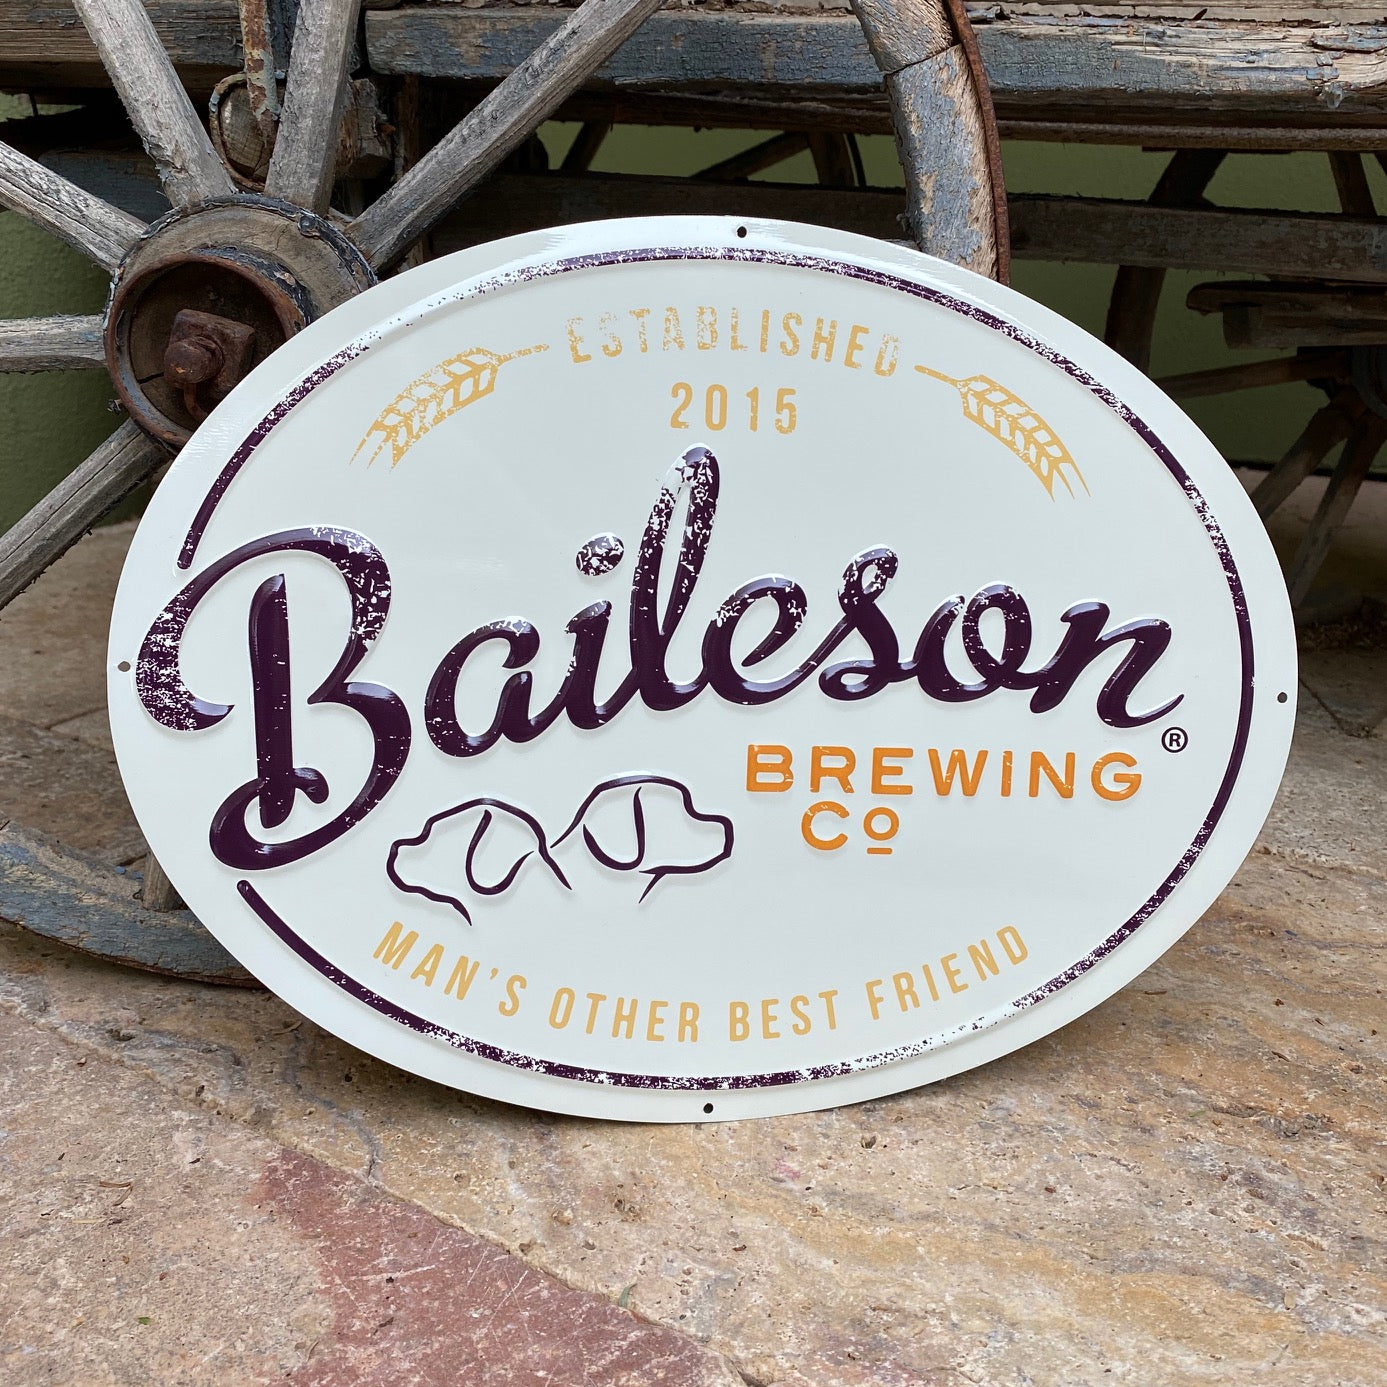 ESTABLISHED
2015
Baileson
BREWING ®
Co
MAN'S OTHER BEST FRIEND